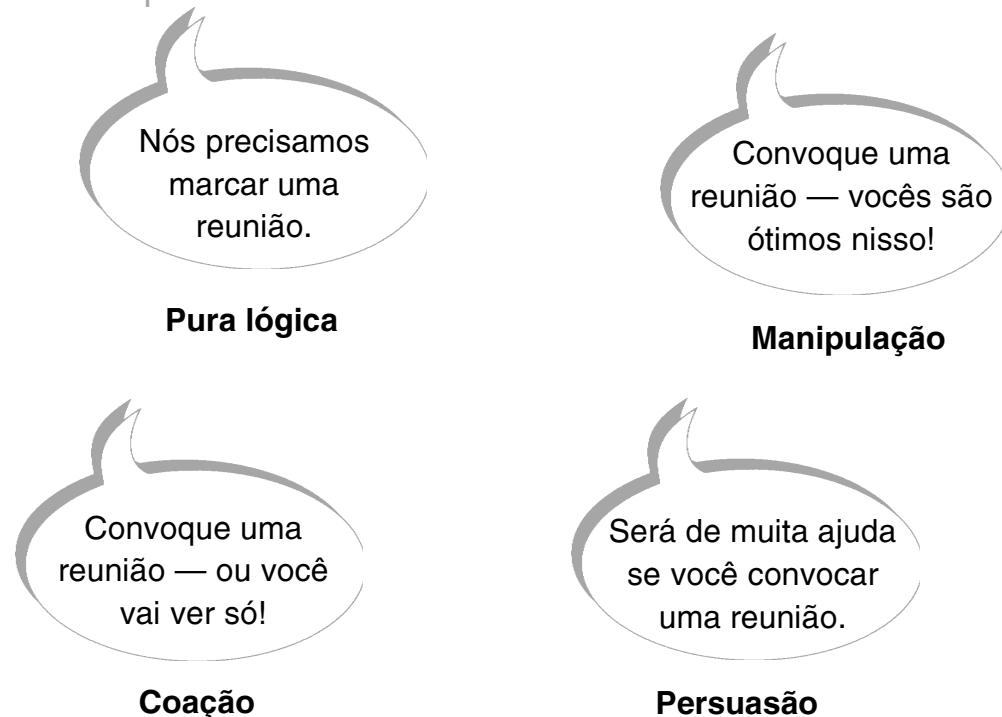 Nós precisamos
marcar uma
reunião.
Pura lógica
Convoque uma
reunião — vocês são
ótimos nisso!
Manipulação
Convoque uma
reunião — ou você
vai ver só!
Coação
Será de muita ajuda
se você convocar
uma reunião.
Persuasão